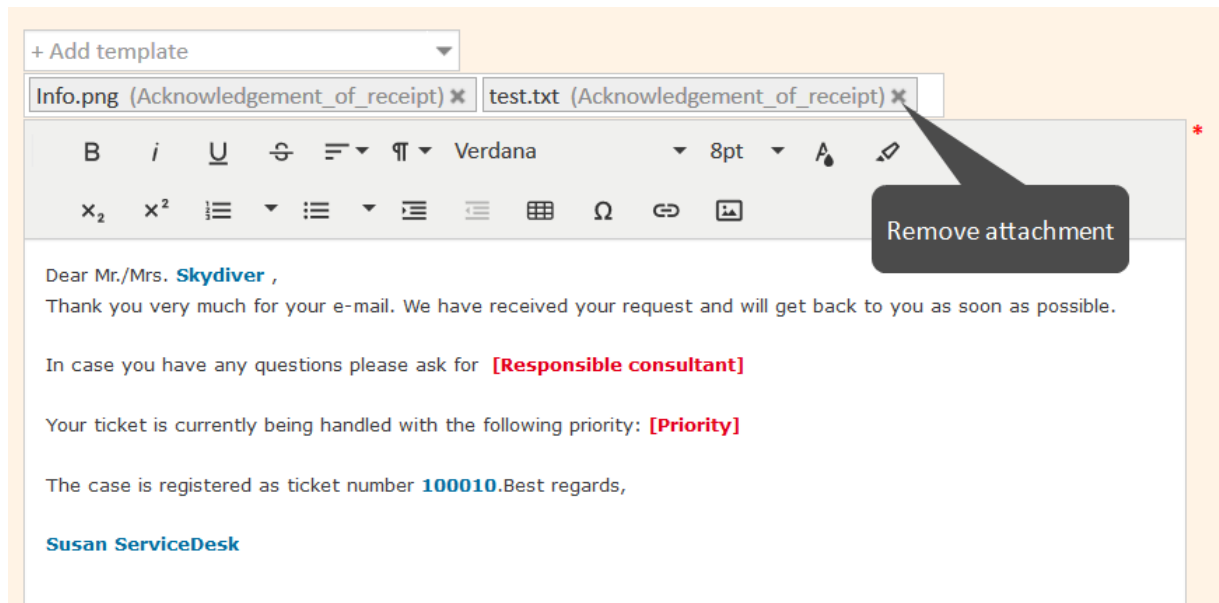 + Add template
Info.png (Acknowledgement_of_receipt) ✖ test.txt (Acknowledgement_of_receipt) ✖
*
B i U S ¶ Verdana 8pt A
x₂ x² Ω
Remove attachment
Dear Mr./Mrs. Skydiver ,
Thank you very much for your e-mail. We have received your request and will get back to you as soon as possible.
In case you have any questions please ask for [Responsible consultant]
Your ticket is currently being handled with the following priority: [Priority]
The case is registered as ticket number 100010.Best regards,
Susan ServiceDesk